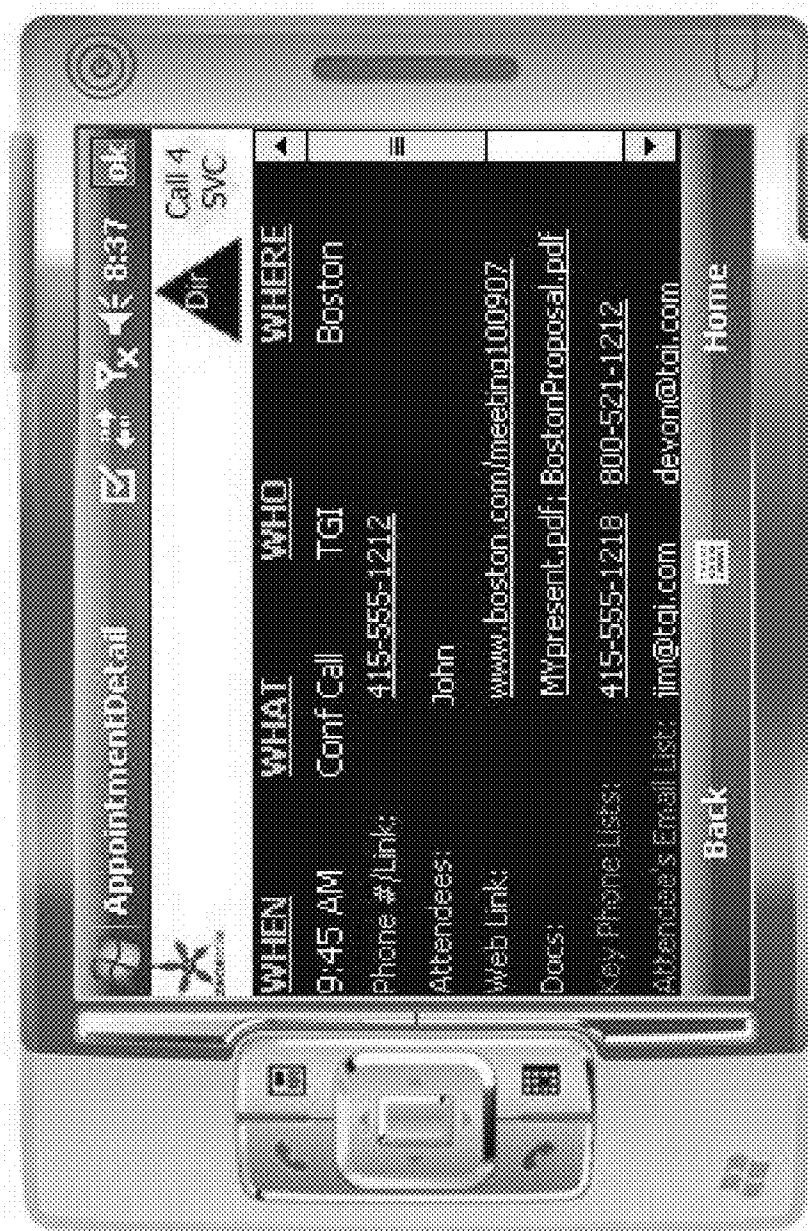 AppointmentDetail 8:37 ok
Dir
Call 4
SVC
WHEN WHAT WHO WHERE
9:45 AM Conf Call TGI Boston
Phone #/Link: 415-555-1212
Attendees: John
Web Link: www.boston.com/meeting100907
Docs: MYpresent.pdf; BostonProposal.pdf
Key Phone Lists: 415-555-1218 800-521-1212
Attendee's Email List: jim@tgi.com devon@tgi.com
Back Home